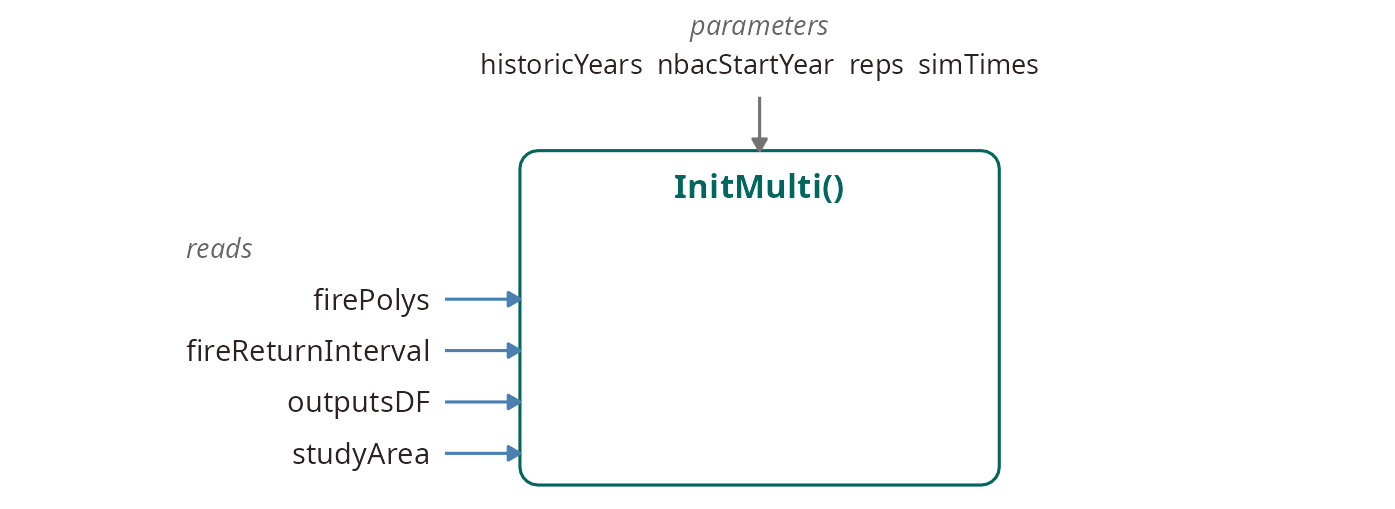 parameters
historicYears nbacStartYear reps simTimes
InitMulti()
reads
firePolys
fireReturnInterval
outputsDF
studyArea